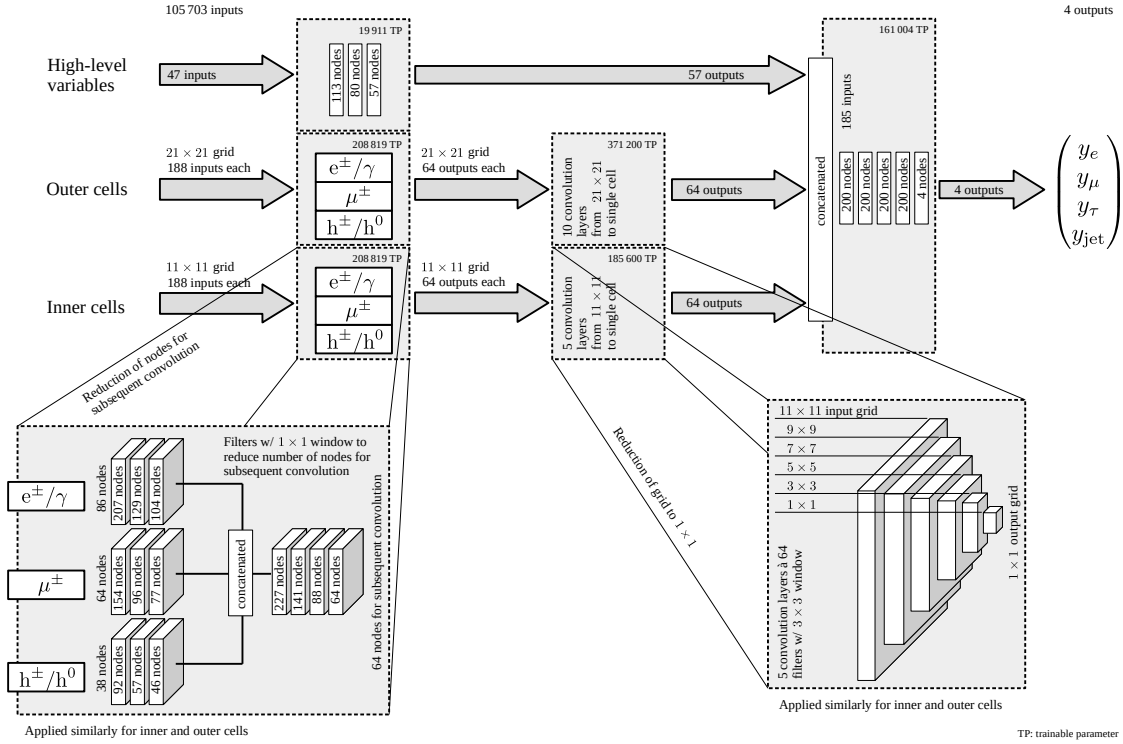 105 703 inputs
4 outputs
19 911 TP
161 004 TP
High-level
variables
47 inputs
113 nodes
80 nodes
57 nodes
57 outputs
185 inputs
21 × 21 grid
188 inputs each
208 819 TP
21 × 21 grid
64 outputs each
371 200 TP
Outer cells
e±/γ
μ±
h±/h⁰
10 convolution
layers
from 21 × 21
to single cell
64 outputs
concatenated
200 nodes
200 nodes
200 nodes
200 nodes
4 nodes
4 outputs
y_e
y_μ
y_τ
y_jet
11 × 11 grid
188 inputs each
208 819 TP
11 × 11 grid
64 outputs each
185 600 TP
Inner cells
e±/γ
μ±
h±/h⁰
5 convolution
layers
from 11 × 11
to single cell
64 outputs
Reduction of nodes for
subsequent convolution
Filters w/ 1 × 1 window to
reduce number of nodes for
subsequent convolution
e±/γ
86 nodes
207 nodes
129 nodes
104 nodes
μ±
64 nodes
154 nodes
96 nodes
77 nodes
h±/h⁰
38 nodes
92 nodes
57 nodes
46 nodes
concatenated
227 nodes
141 nodes
88 nodes
64 nodes
64 nodes for subsequent convolution
Applied similarly for inner and outer cells
Reduction of grid to 1 × 1
11 × 11 input grid
9 × 9
7 × 7
5 × 5
3 × 3
1 × 1
1 × 1 output grid
5 convolution layers à 64
filters w/ 3 × 3 window
Applied similarly for inner and outer cells
TP: trainable parameter